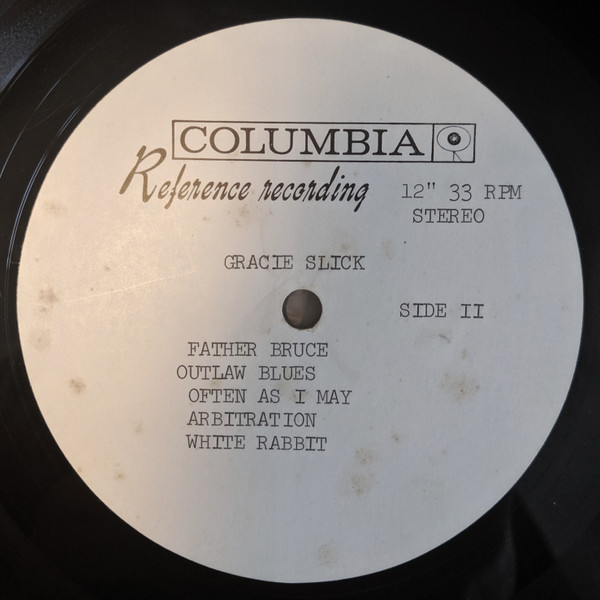 COLUMBIA
Reference recording
12" 33 RPM
STEREO
GRACIE SLICK
SIDE II
FATHER BRUCE
OUTLAW BLUES
OFTEN AS I MAY
ARBITRATION
WHITE RABBIT